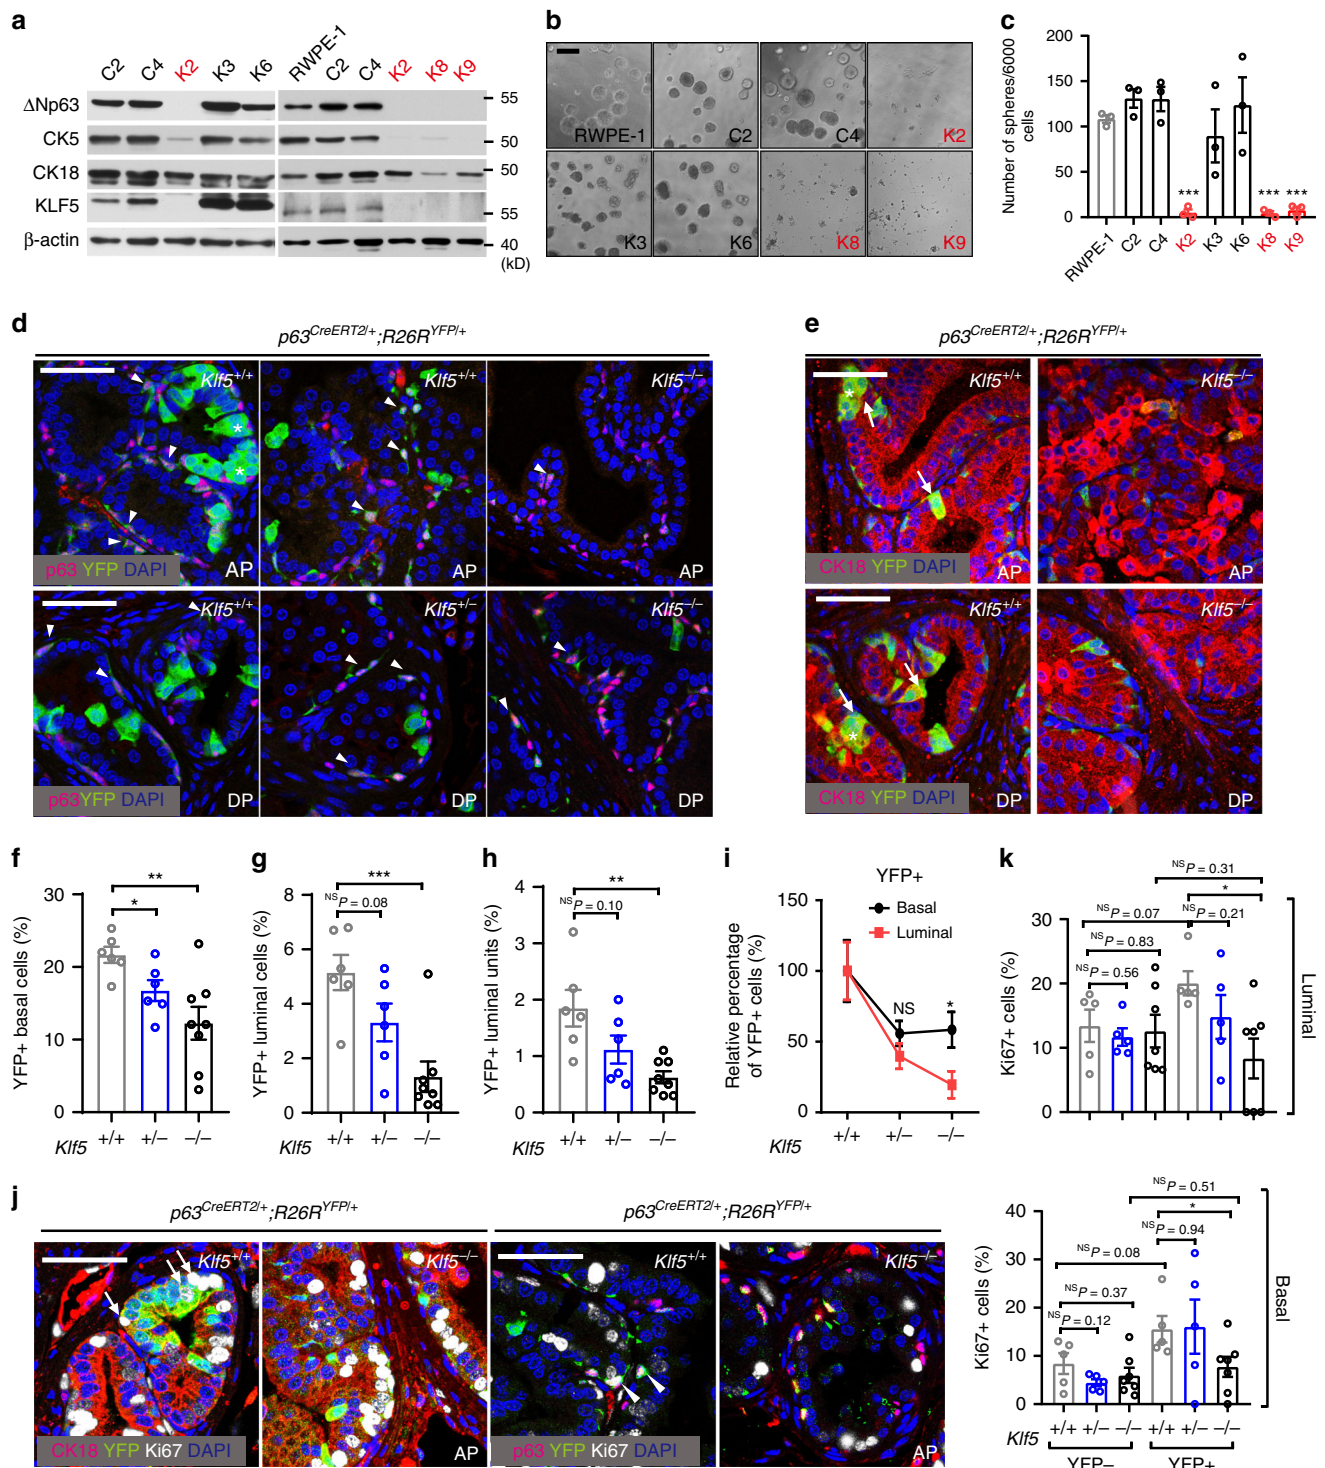 a
C2 C4 K2 K3 K6 RWPE-1 C2 C4 K2 K8 K9
ΔNp63
55
CK5
50
CK18
50
KLF5
55
β-actin
40
(kD)
b
RWPE-1 C2 C4 K2
K3 K6 K8 K9
c
Number of spheres/6000
cells
200
150
100
50
0
*** *** ***
RWPE-1 C2 C4 K2 K3 K6 K8 K9
d
p63CreERT2/+;R26RYFP/+
Klf5+/+ Klf5+/+ Klf5–/–
* *
p63 YFP DAPI AP AP AP
Klf5+/+ Klf5+/– Klf5–/–
p63YFP DAPI DP DP DP
e
p63CreERT2/+;R26RYFP/+
Klf5+/+ Klf5–/–
*
CK18 YFP DAPI AP AP
Klf5+/+ Klf5–/–
*
CK18 YFP DAPI DP DP
f
YFP+ basal cells (%)
30
20
10
0
**
*
Klf5 +/+ +/– –/–
g
YFP+ luminal cells (%)
8
6
4
2
0
***
NSP = 0.08
Klf5 +/+ +/– –/–
h
YFP+ luminal units (%)
4
3
2
1
0
**
NSP = 0.10
Klf5 +/+ +/– –/–
i
YFP+
Basal
Luminal
Relative percentage
of YFP+ cells (%)
150
100
50
0
NS *
Klf5 +/+ +/– –/–
k
NSP = 0.31
*
NSP = 0.07 NSP = 0.21
NSP = 0.83
NSP = 0.56
Ki67+ cells (%)
30
20
10
0
Luminal
j
p63CreERT2/+;R26RYFP/+ p63CreERT2/+;R26RYFP/+
Klf5+/+ Klf5–/– Klf5+/+ Klf5–/–
CK18 YFP Ki67 DAPI AP p63 YFP Ki67 DAPI AP
NSP = 0.51
*
NSP = 0.94
NSP = 0.08
NSP = 0.37
NSP = 0.12
Ki67+ cells (%)
40
30
20
10
0
Basal
Klf5 +/+ +/– –/– +/+ +/– –/–
YFP– YFP+